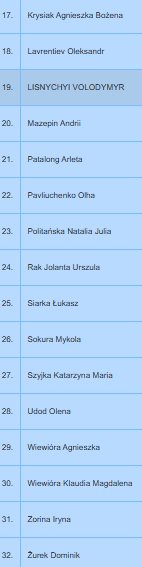 17. Krysiak Agnieszka Bożena
18. Lavrentiev Oleksandr
19. LISNYCHYI VOLODYMYR
20. Mazepin Andrii
21. Patalong Arleta
22. Pavliuchenko Olha
23. Politańska Natalia Julia
24. Rak Jolanta Urszula
25. Siarka Łukasz
26. Sokura Mykola
27. Szyjka Katarzyna Maria
28. Udod Olena
29. Wiewióra Agnieszka
30. Wiewióra Klaudia Magdalena
31. Zorina Iryna
32. Żurek Dominik